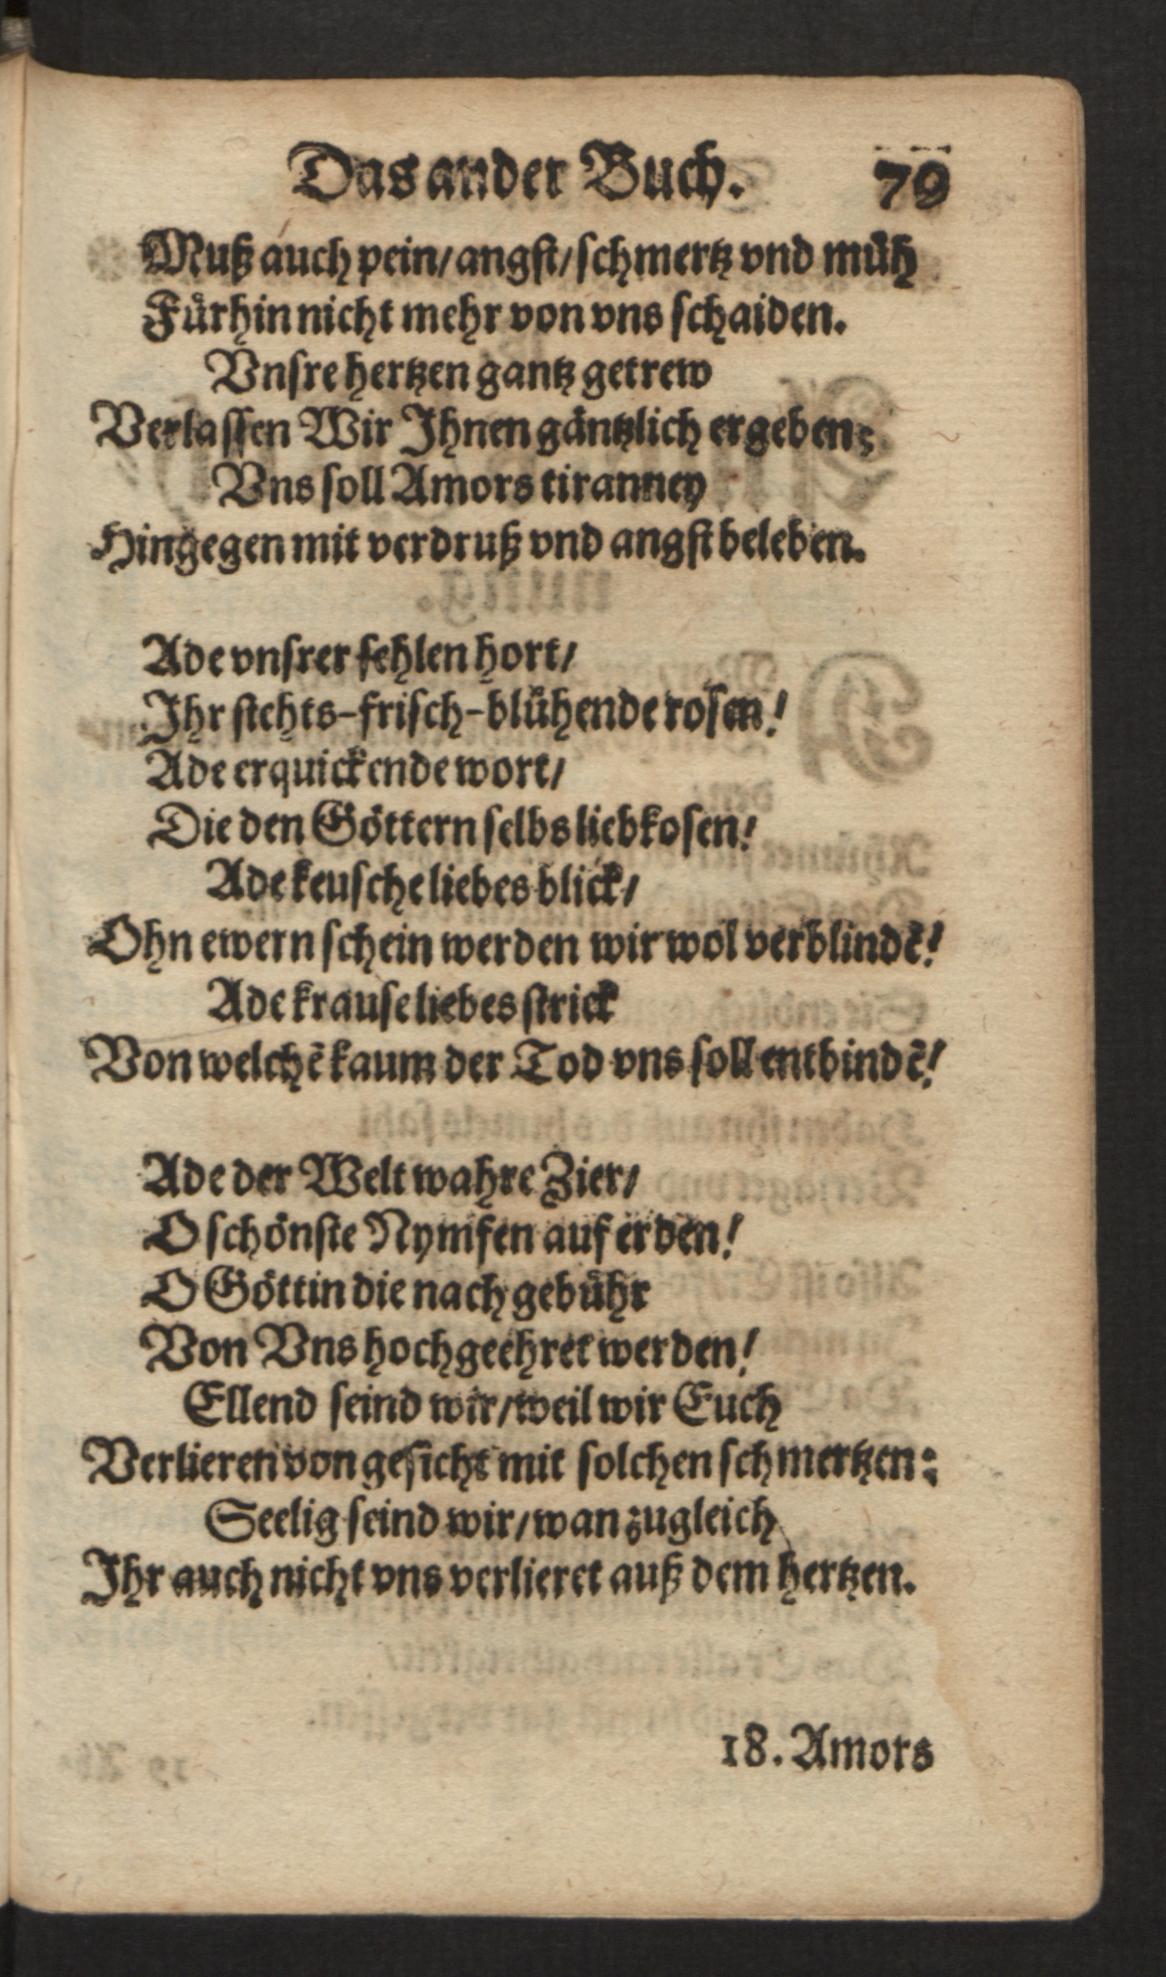 Das ander Buch. 79
Muß auch pein/ angst/ schmertz vnd müh
Fürhin nicht mehr von vns schaiden.
Vnsre hertzen gantz getrew
Verlassen Wir Ihnen gäntzlich ergeben;
Vns soll Amors tiranney
Hingegen mit verdruß vnd angst beleben.
Ade vnsrer sehlen hort/
Ihr stehts-frisch-blühende rosen!
Ade erquickende wort/
Die den Göttern selbs liebkosen!
Ade keusche liebes blick/
Ohn ewern schein werden wir wol verblindẽ!
Ade krause liebes strick
Von welchẽ kaum der Tod vns soll entbindẽ!
Ade der Welt wahre Zier/
O schönste Nymfen auf erden!
O Göttin die nach gebühr
Von Vns hochgeehret werden!
Ellend seind wir/ weil wir Euch
Verlieren von gesicht mit solchen schmertzen:
Seelig seind wir/ wan zugleich
Ihr auch nicht vns verlieret auß dem hertzen.
18. Amors